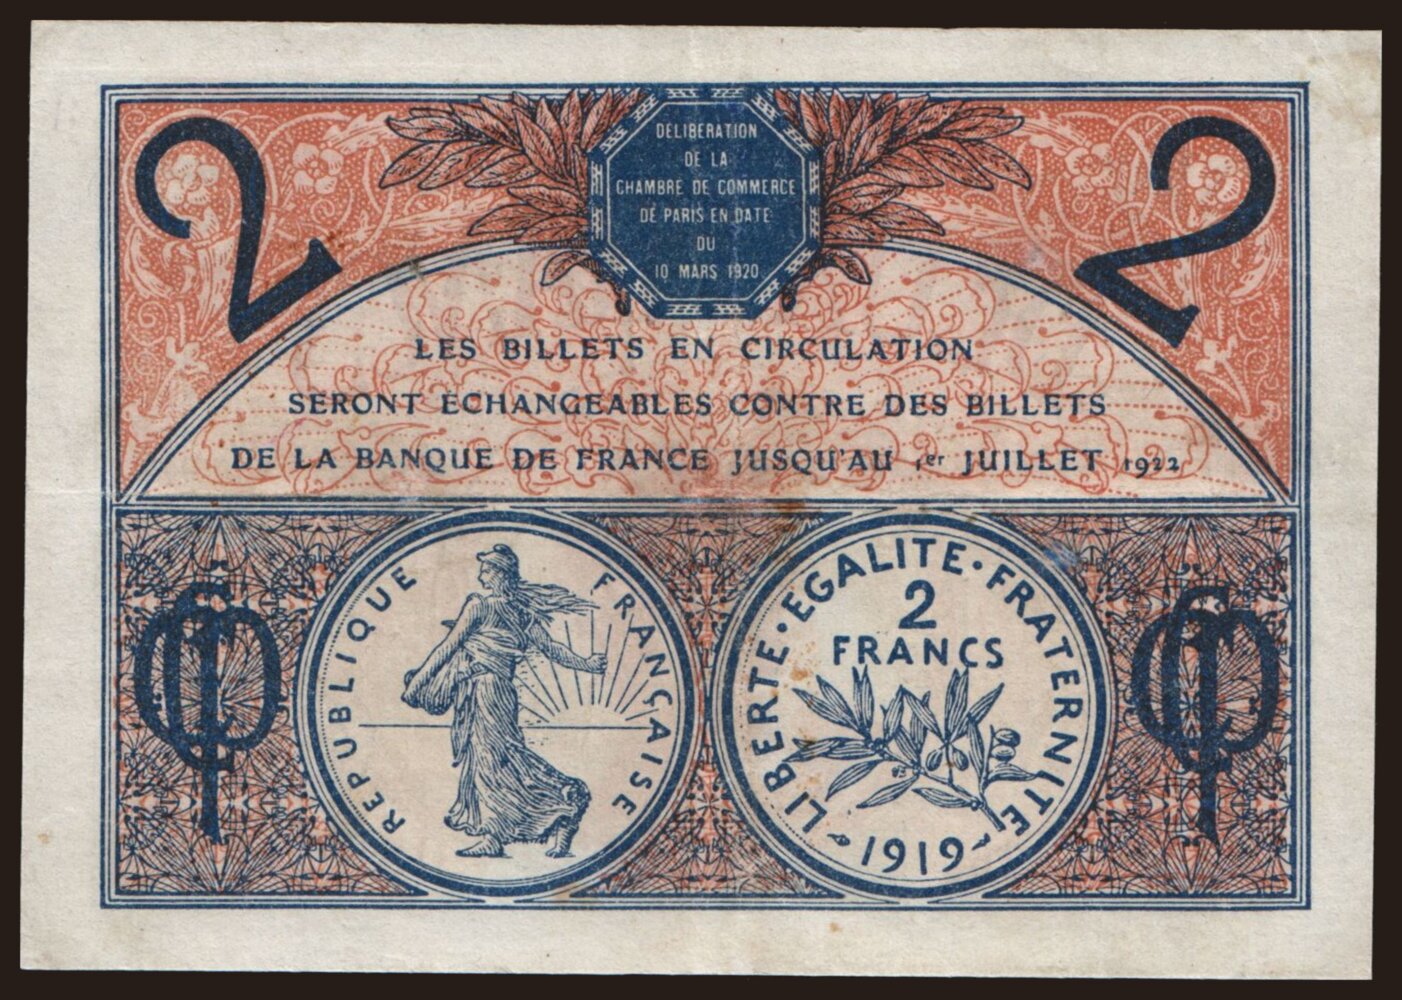 2
2
DELIBERATION
DE LA
CHAMBRE DE COMMERCE
DE PARIS EN DATE
DU
10 MARS 1920
LES BILLETS EN CIRCULATION
SERONT ECHANGEABLES CONTRE DES BILLETS
DE LA BANQUE DE FRANCE JUSQU'AU 1er JUILLET 1922
REPUBLIQUE FRANÇAISE
LIBERTE·EGALITE·FRATERNITE
2
FRANCS
1919